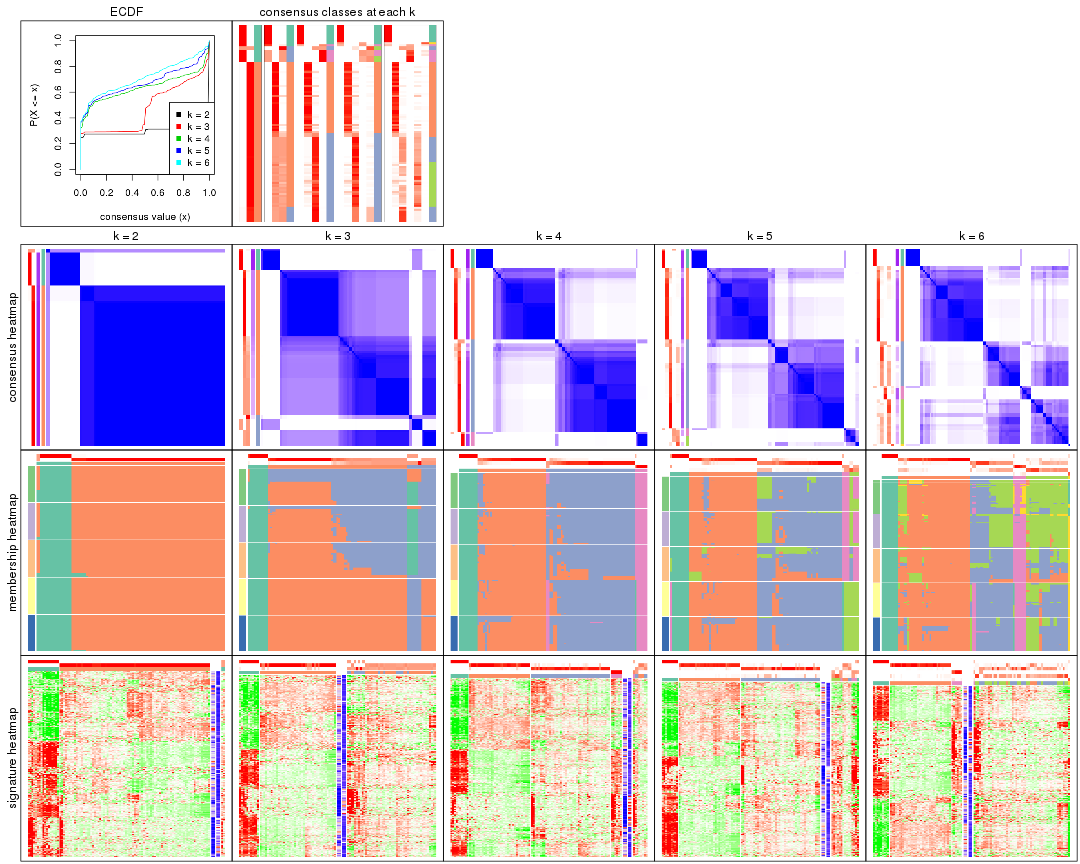 ECDF
consensus classes at each k
P(X <= x)
0.0 0.2 0.4 0.6 0.8 1.0
k = 2
k = 3
k = 4
k = 5
k = 6
0.0 0.2 0.4 0.6 0.8 1.0
consensus value (x)
k = 2 k = 3 k = 4 k = 5 k = 6
consensus heatmap
membership heatmap
signature heatmap